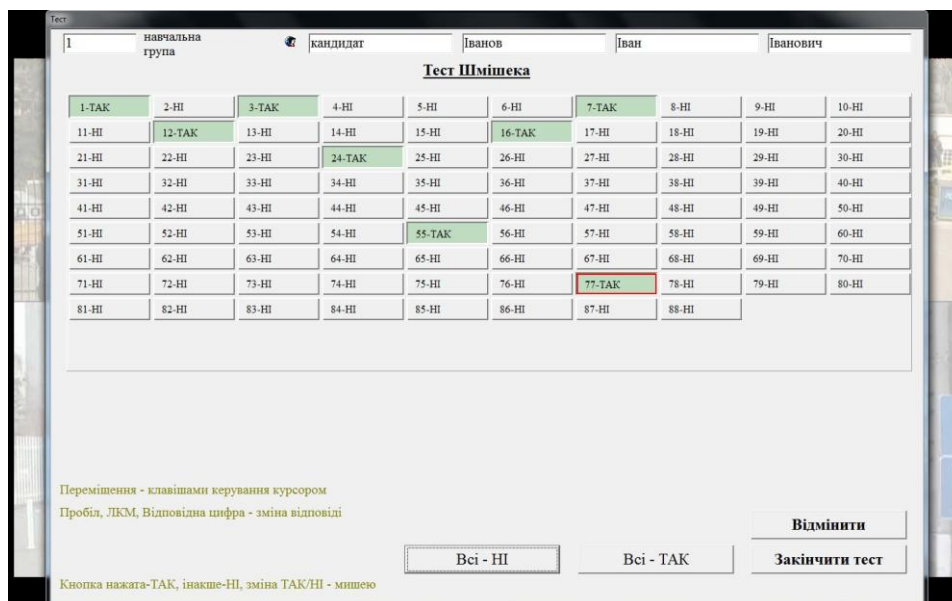 Тест
1 навчальна група кандидат Іванов Іван Іванович
Тест Шмішека
1-ТАК 2-НІ 3-ТАК 4-НІ 5-НІ 6-НІ 7-ТАК 8-НІ 9-НІ 10-НІ
11-НІ 12-ТАК 13-НІ 14-НІ 15-НІ 16-ТАК 17-НІ 18-НІ 19-НІ 20-НІ
21-НІ 22-НІ 23-НІ 24-ТАК 25-НІ 26-НІ 27-НІ 28-НІ 29-НІ 30-НІ
31-НІ 32-НІ 33-НІ 34-НІ 35-НІ 36-НІ 37-НІ 38-НІ 39-НІ 40-НІ
41-НІ 42-НІ 43-НІ 44-НІ 45-НІ 46-НІ 47-НІ 48-НІ 49-НІ 50-НІ
51-НІ 52-НІ 53-НІ 54-НІ 55-ТАК 56-НІ 57-НІ 58-НІ 59-НІ 60-НІ
61-НІ 62-НІ 63-НІ 64-НІ 65-НІ 66-НІ 67-НІ 68-НІ 69-НІ 70-НІ
71-НІ 72-НІ 73-НІ 74-НІ 75-НІ 76-НІ 77-ТАК 78-НІ 79-НІ 80-НІ
81-НІ 82-НІ 83-НІ 84-НІ 85-НІ 86-НІ 87-НІ 88-НІ
Переміщення - клавішами керування курсором
Пробіл, ЛКМ, Відповідна цифра - зміна відповіді
Відмінити
Всі - НІ Всі - ТАК Закінчити тест
Кнопка нажата-ТАК, інакше-НІ, зміна ТАК/НІ - мишею